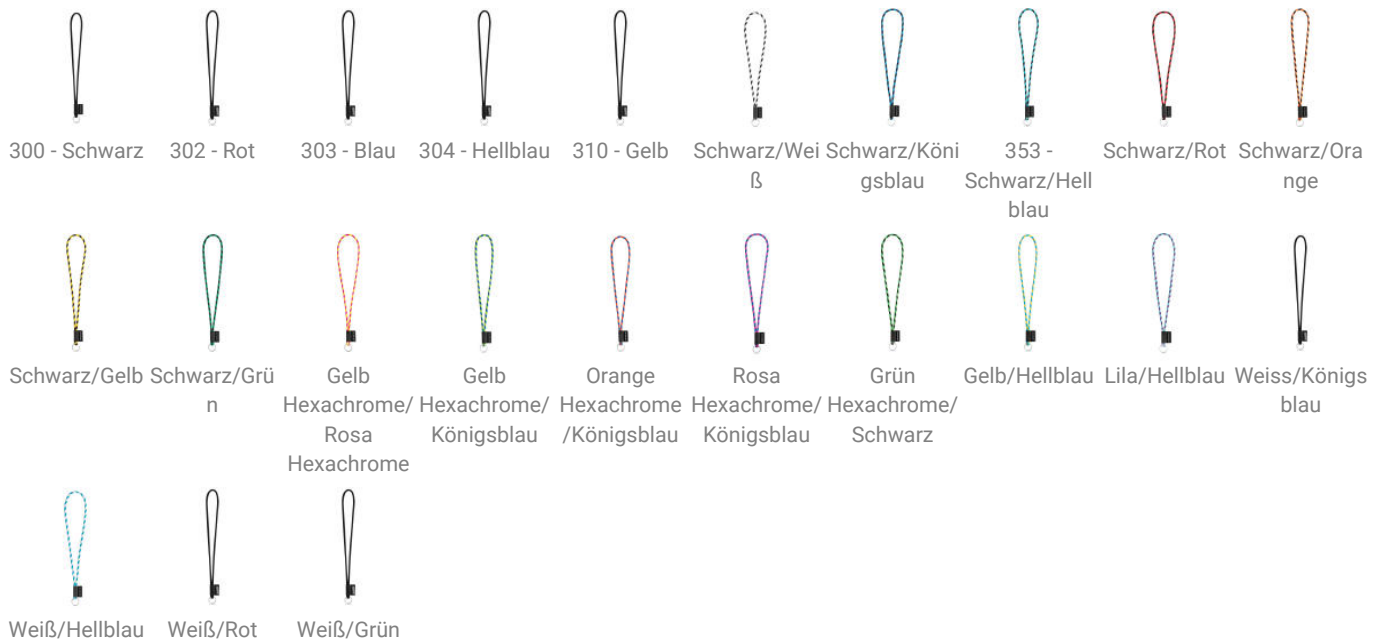 300 - Schwarz 302 - Rot 303 - Blau 304 - Hellblau 310 - Gelb Schwarz/Wei Schwarz/Köni 353 - Schwarz/Rot Schwarz/Ora
ß gsblau Schwarz/Hell nge
blau
Schwarz/Gelb Schwarz/Grü Gelb Gelb Orange Rosa Grün Gelb/Hellblau Lila/Hellblau Weiss/Königs
n Hexachrome/ Hexachrome/ Hexachrome Hexachrome/ Hexachrome/ blau
Rosa Königsblau /Königsblau Königsblau Schwarz
Hexachrome
Weiß/Hellblau Weiß/Rot Weiß/Grün